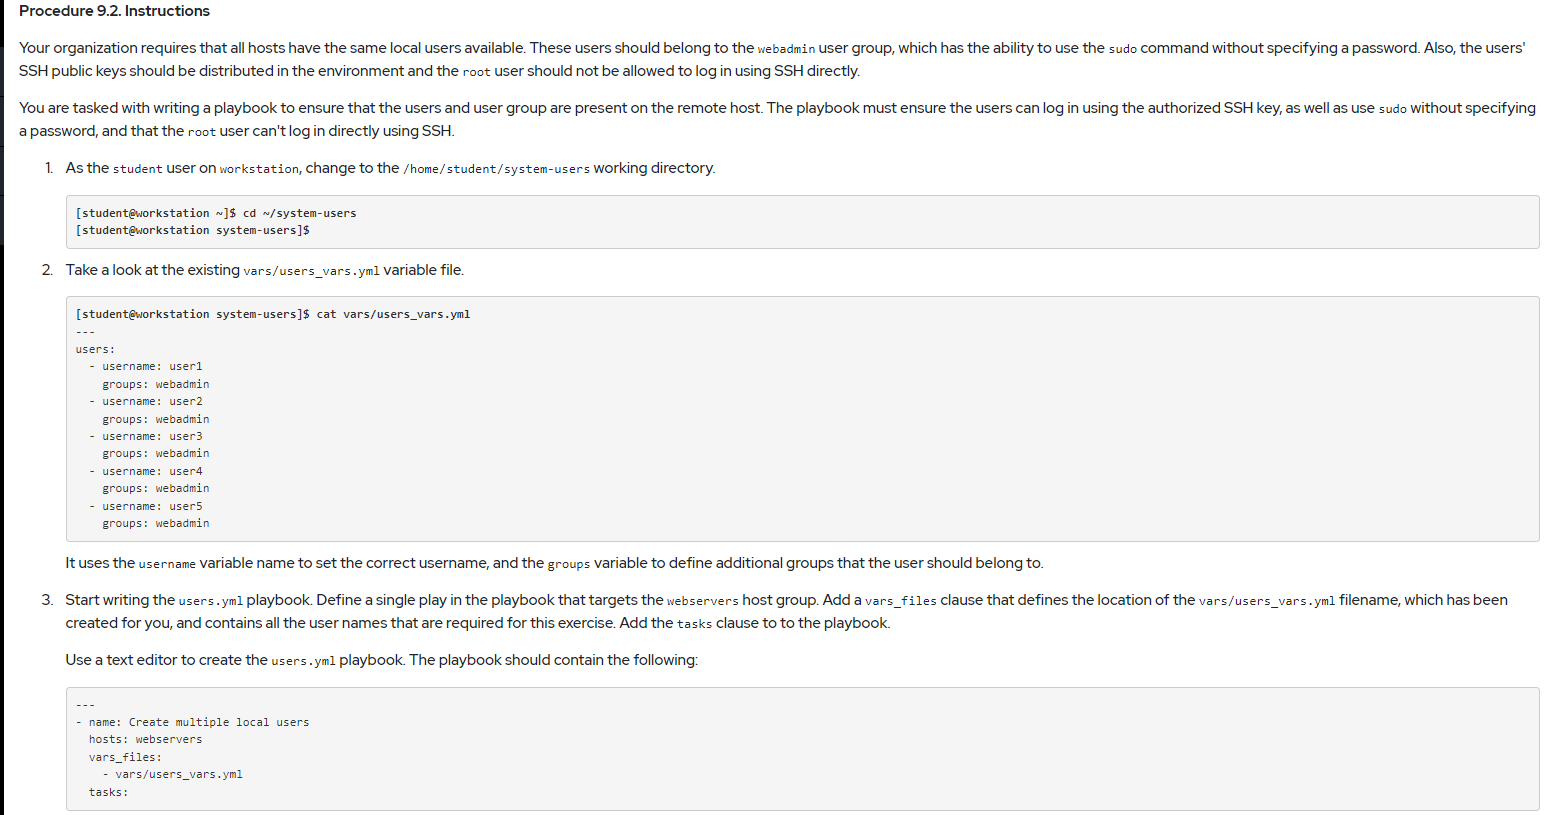 Procedure 9.2. Instructions
Your organization requires that all hosts have the same local users available. These users should belong to the webadmin user group, which has the ability to use the sudo command without specifying a password. Also, the users'
SSH public keys should be distributed in the environment and the root user should not be allowed to log in using SSH directly.
You are tasked with writing a playbook to ensure that the users and user group are present on the remote host. The playbook must ensure the users can log in using the authorized SSH key, as well as use sudo without specifying
a password, and that the root user can't log in directly using SSH.
1. As the student user on workstation, change to the /home/student/system-users working directory.
[student@workstation ~]$ cd ~/system-users
[student@workstation system-users]$
2. Take a look at the existing vars/users_vars.yml variable file.
[student@workstation system-users]$ cat vars/users_vars.yml
---
users:
  - username: user1
    groups: webadmin
  - username: user2
    groups: webadmin
  - username: user3
    groups: webadmin
  - username: user4
    groups: webadmin
  - username: user5
    groups: webadmin
It uses the username variable name to set the correct username, and the groups variable to define additional groups that the user should belong to.
3. Start writing the users.yml playbook. Define a single play in the playbook that targets the webservers host group. Add a vars_files clause that defines the location of the vars/users_vars.yml filename, which has been
created for you, and contains all the user names that are required for this exercise. Add the tasks clause to to the playbook.
Use a text editor to create the users.yml playbook. The playbook should contain the following:
---
- name: Create multiple local users
  hosts: webservers
  vars_files:
    - vars/users_vars.yml
  tasks: